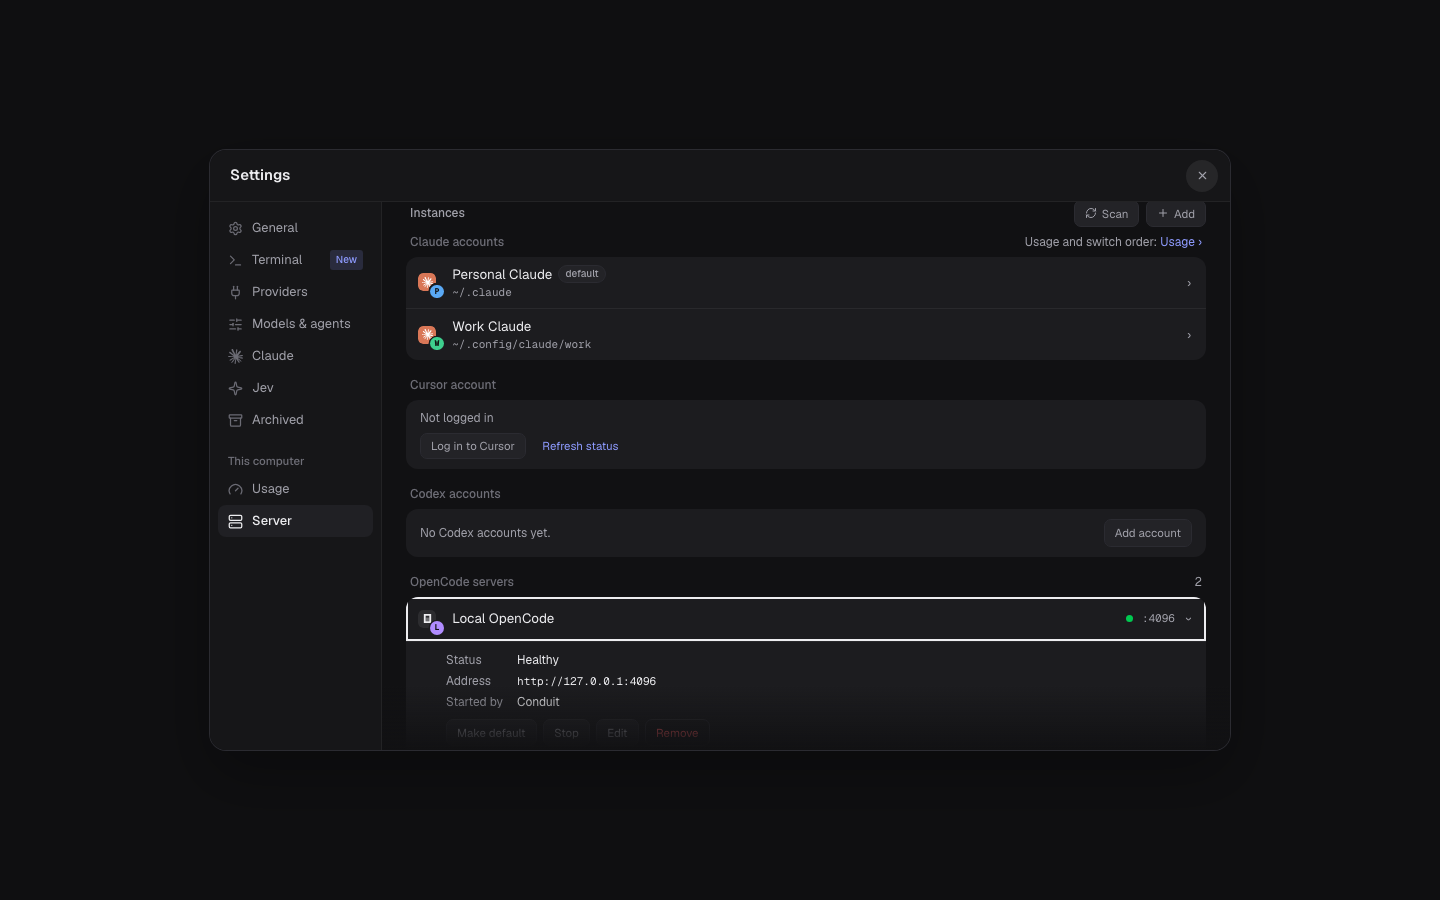 Settings
General
Terminal New
Providers
Models & agents
Claude
Jev
Archived
This computer
Usage
Server
Instances Scan Add
Claude accounts Usage and switch order: Usage ›
Personal Claude default
P ~/.claude
Work Claude
W ~/.config/claude/work
Cursor account
Not logged in
Log in to Cursor Refresh status
Codex accounts
No Codex accounts yet. Add account
OpenCode servers 2
Local OpenCode :4096
L
Status Healthy
Address http://127.0.0.1:4096
Started by Conduit
Make default Stop Edit Remove